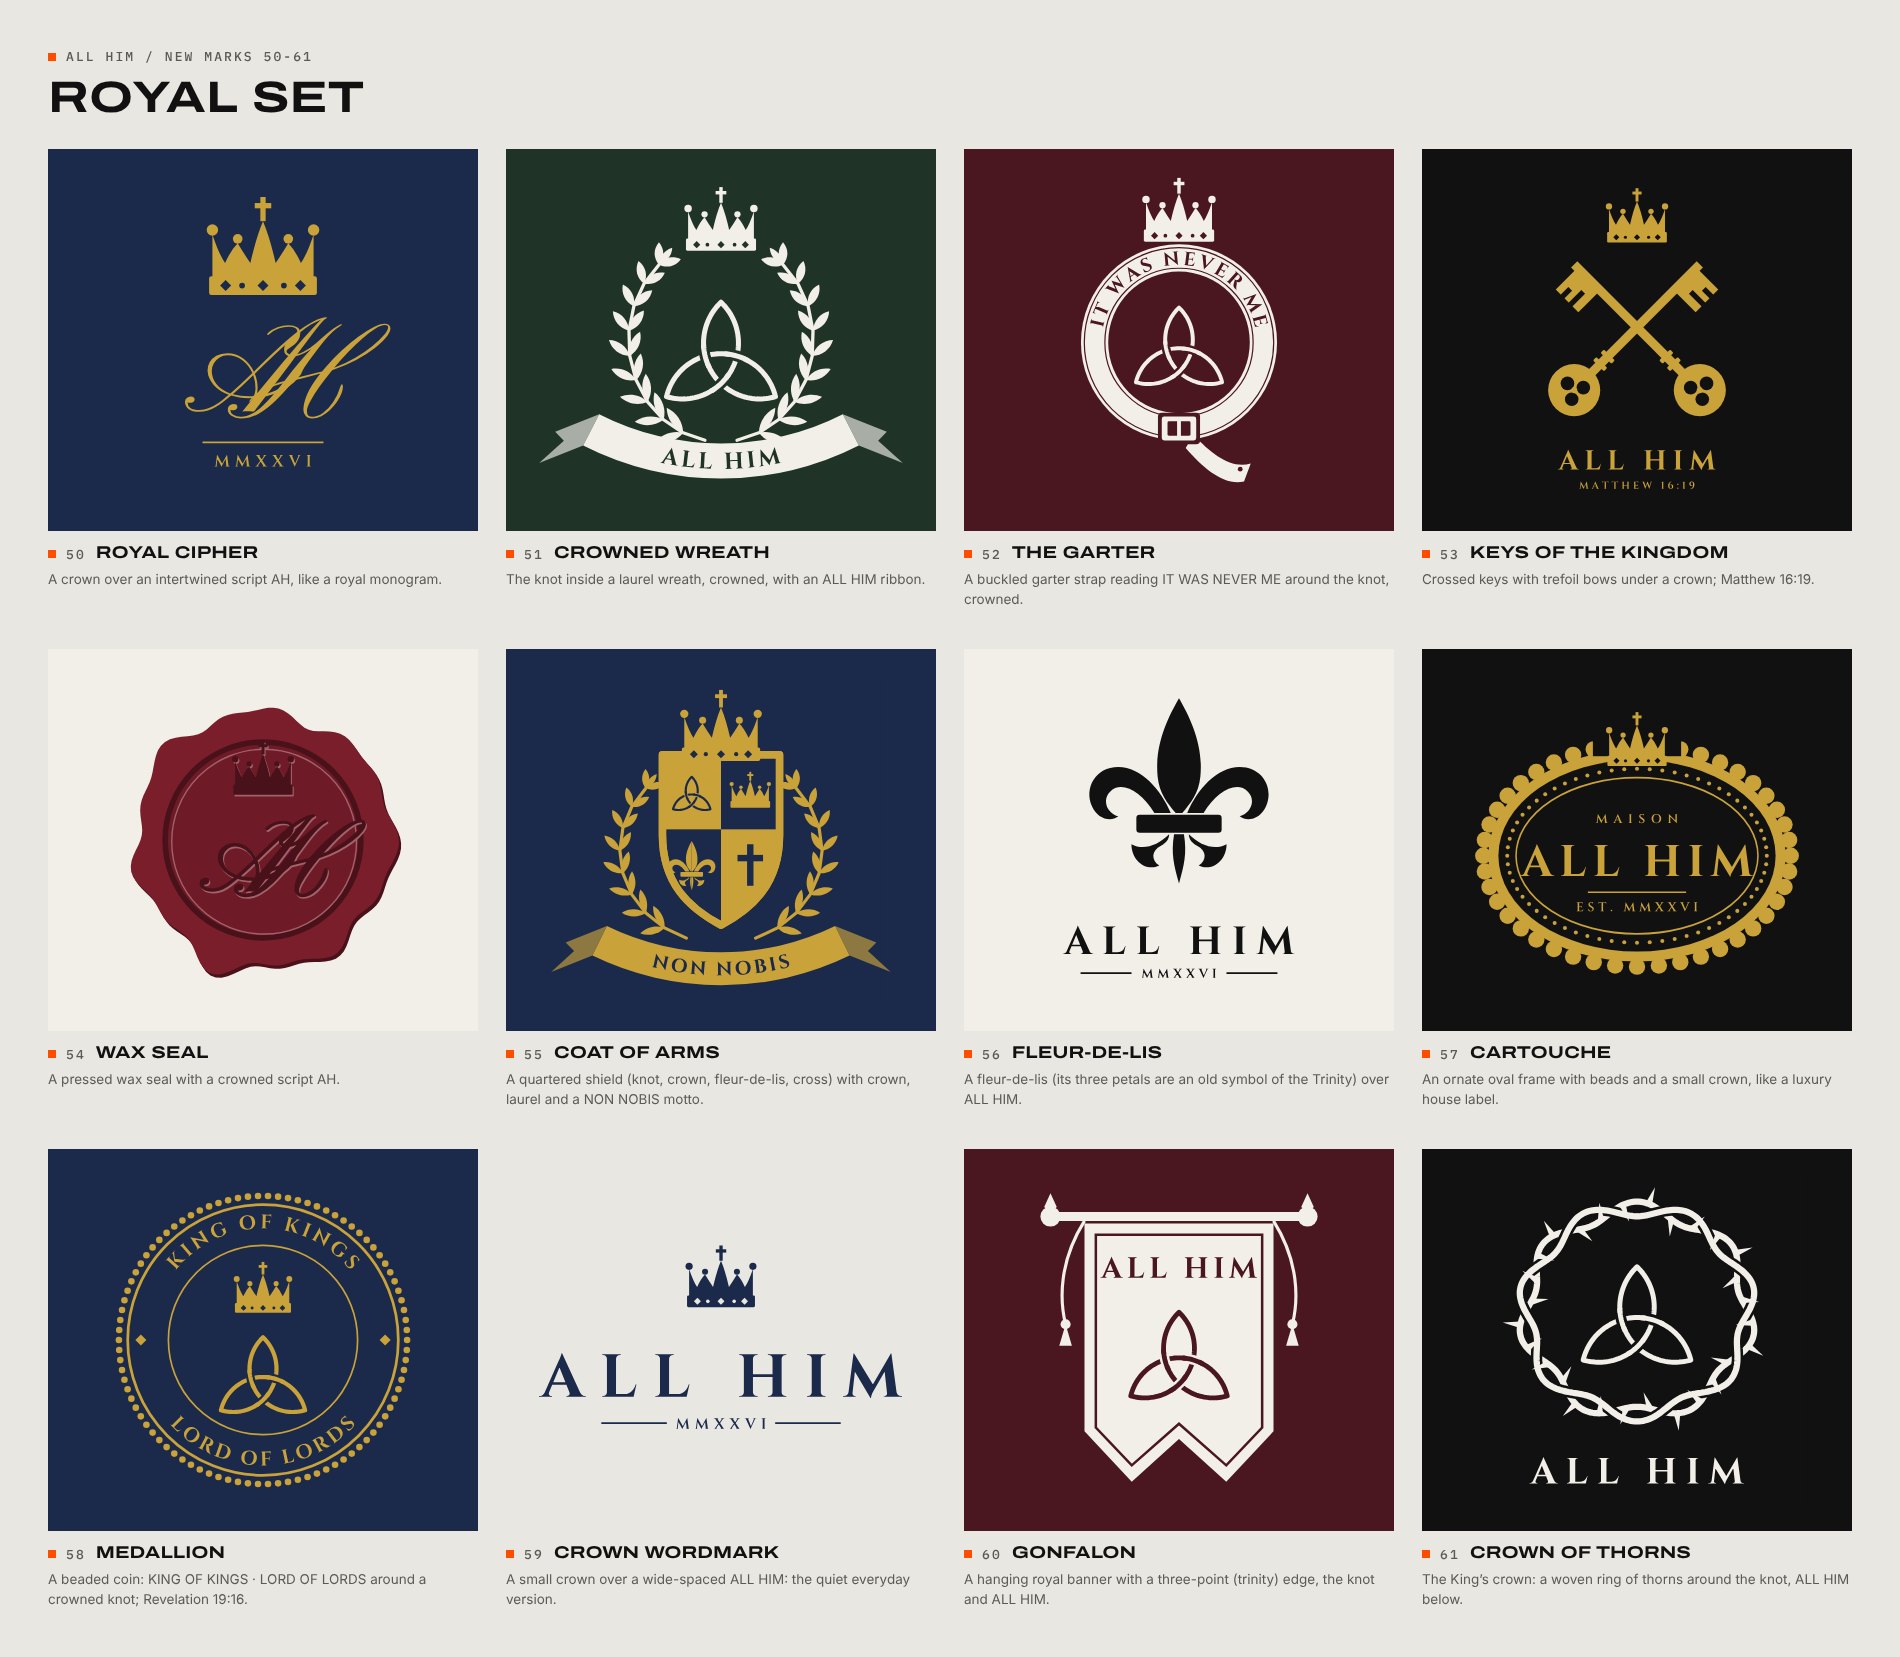 ALL HIM / NEW MARKS 50-61
ROYAL SET
AH
MMXXVI
50 ROYAL CIPHER
A crown over an intertwined script AH, like a royal monogram.
ALL HIM
51 CROWNED WREATH
The knot inside a laurel wreath, crowned, with an ALL HIM ribbon.
IT WAS NEVER ME
52 THE GARTER
A buckled garter strap reading IT WAS NEVER ME around the knot,
crowned.
ALL HIM
MATTHEW 16:19
53 KEYS OF THE KINGDOM
Crossed keys with trefoil bows under a crown; Matthew 16:19.
AH
54 WAX SEAL
A pressed wax seal with a crowned script AH.
NON NOBIS
55 COAT OF ARMS
A quartered shield (knot, crown, fleur-de-lis, cross) with crown,
laurel and a NON NOBIS motto.
ALL HIM
MMXXVI
56 FLEUR-DE-LIS
A fleur-de-lis (its three petals are an old symbol of the Trinity) over
ALL HIM.
MAISON
ALL HIM
EST. MMXXVI
57 CARTOUCHE
An ornate oval frame with beads and a small crown, like a luxury
house label.
KING OF KINGS
LORD OF LORDS
58 MEDALLION
A beaded coin: KING OF KINGS · LORD OF LORDS around a
crowned knot; Revelation 19:16.
ALL HIM
MMXXVI
59 CROWN WORDMARK
A small crown over a wide-spaced ALL HIM: the quiet everyday
version.
ALL HIM
60 GONFALON
A hanging royal banner with a three-point (trinity) edge, the knot
and ALL HIM.
ALL HIM
61 CROWN OF THORNS
The King's crown: a woven ring of thorns around the knot, ALL HIM
below.